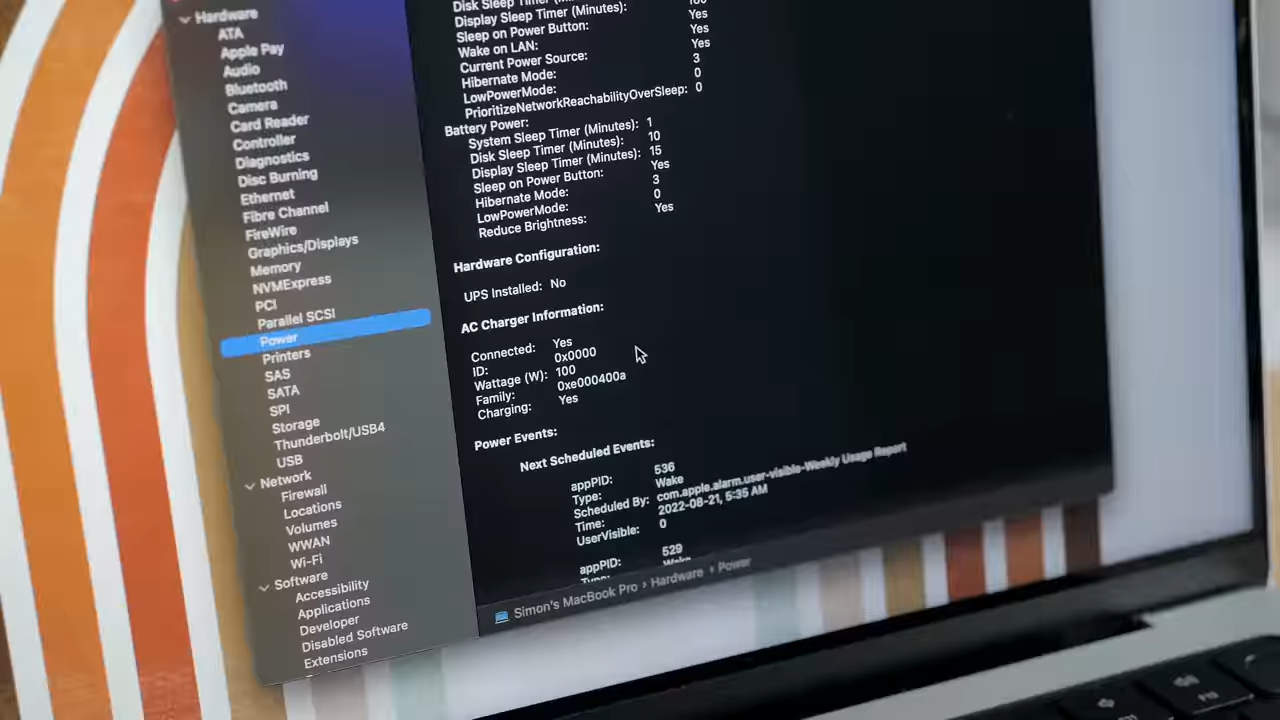 Hardware
ATA
Apple Pay
Audio
Bluetooth
Camera
Card Reader
Controller
Diagnostics
Disc Burning
Ethernet
Fibre Channel
FireWire
Graphics/Displays
Memory
NVMExpress
PCI
Parallel SCSI
Power
Printers
SAS
SATA
SPI
Storage
Thunderbolt/USB4
USB
Network
Firewall
Locations
Volumes
WWAN
Wi-Fi
Software
Accessibility
Applications
Developer
Disabled Software
Extensions
Disk Sleep Timer
Display Sleep Timer (Minutes): 180
Sleep on Power Button: Yes
Wake on LAN: Yes
Current Power Source: Yes
Hibernate Mode: 3
LowPowerMode: 0
PrioritizeNetworkReachabilityOverSleep: 0
Battery Power:
System Sleep Timer (Minutes): 1
Disk Sleep Timer (Minutes): 10
Display Sleep Timer (Minutes): 15
Sleep on Power Button: Yes
Hibernate Mode: 3
LowPowerMode: 0
Reduce Brightness: Yes
Hardware Configuration:
UPS Installed: No
AC Charger Information:
Connected: Yes
ID: 0x0000
Wattage (W): 100
Family: 0xe000400a
Charging: Yes
Power Events:
Next Scheduled Events:
appPID: 536
Type: Wake
Scheduled By: com.apple.alarm.user-visible-Weekly Usage Report
Time: 2022-08-21, 5:35 AM
UserVisible: 0
appPID: 529
Type: Wake
Simon's MacBook Pro › Hardware › Power